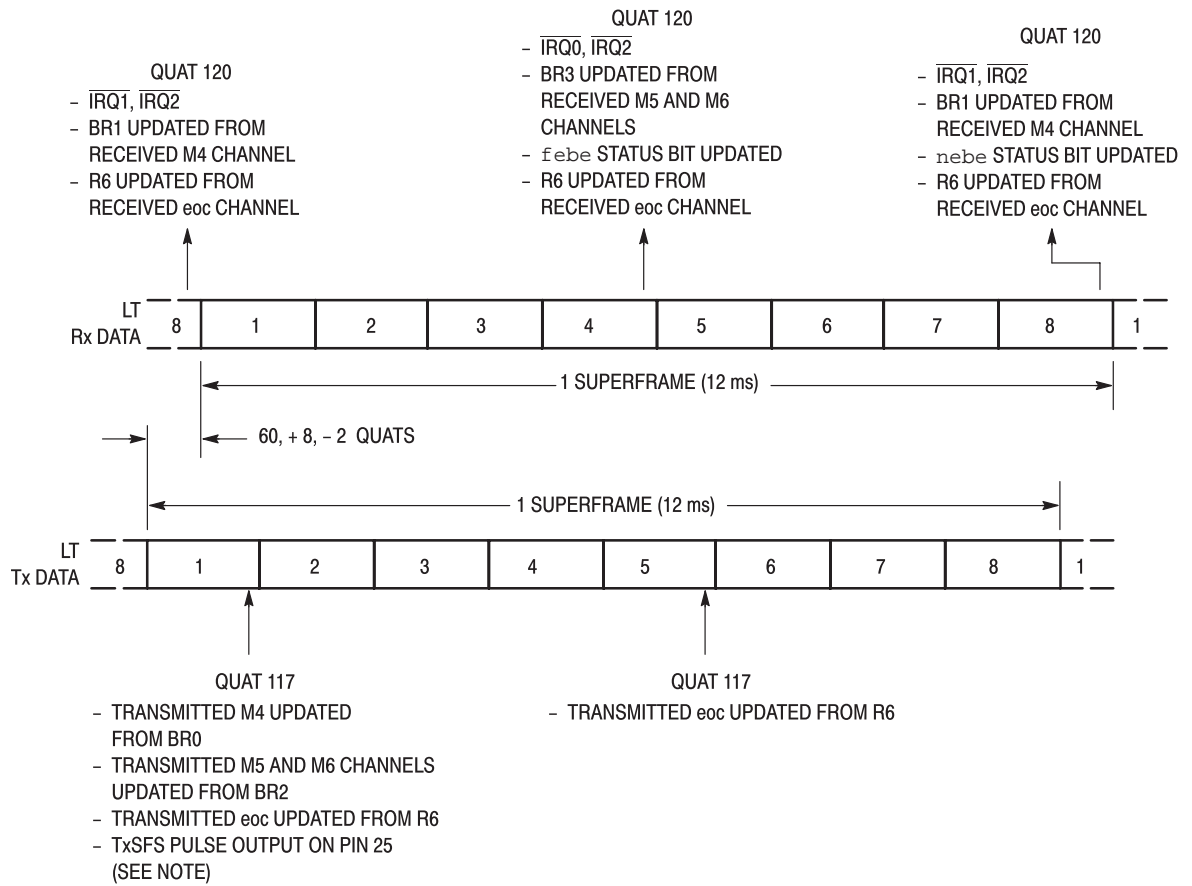 QUAT 120
– IRQ1, IRQ2
– BR1 UPDATED FROM
RECEIVED M4 CHANNEL
– R6 UPDATED FROM
RECEIVED eoc CHANNEL
QUAT 120
– IRQ0, IRQ2
– BR3 UPDATED FROM
RECEIVED M5 AND M6
CHANNELS
– febe STATUS BIT UPDATED
– R6 UPDATED FROM
RECEIVED eoc CHANNEL
QUAT 120
– IRQ1, IRQ2
– BR1 UPDATED FROM
RECEIVED M4 CHANNEL
– nebe STATUS BIT UPDATED
– R6 UPDATED FROM
RECEIVED eoc CHANNEL
LT
Rx DATA
8 1 2 3 4 5 6 7 8 1
1 SUPERFRAME (12 ms)
60, + 8, – 2 QUATS
1 SUPERFRAME (12 ms)
LT
Tx DATA
8 1 2 3 4 5 6 7 8 1
QUAT 117
– TRANSMITTED M4 UPDATED
FROM BR0
– TRANSMITTED M5 AND M6 CHANNELS
UPDATED FROM BR2
– TRANSMITTED eoc UPDATED FROM R6
– TxSFS PULSE OUTPUT ON PIN 25
(SEE NOTE)
QUAT 117
– TRANSMITTED eoc UPDATED FROM R6